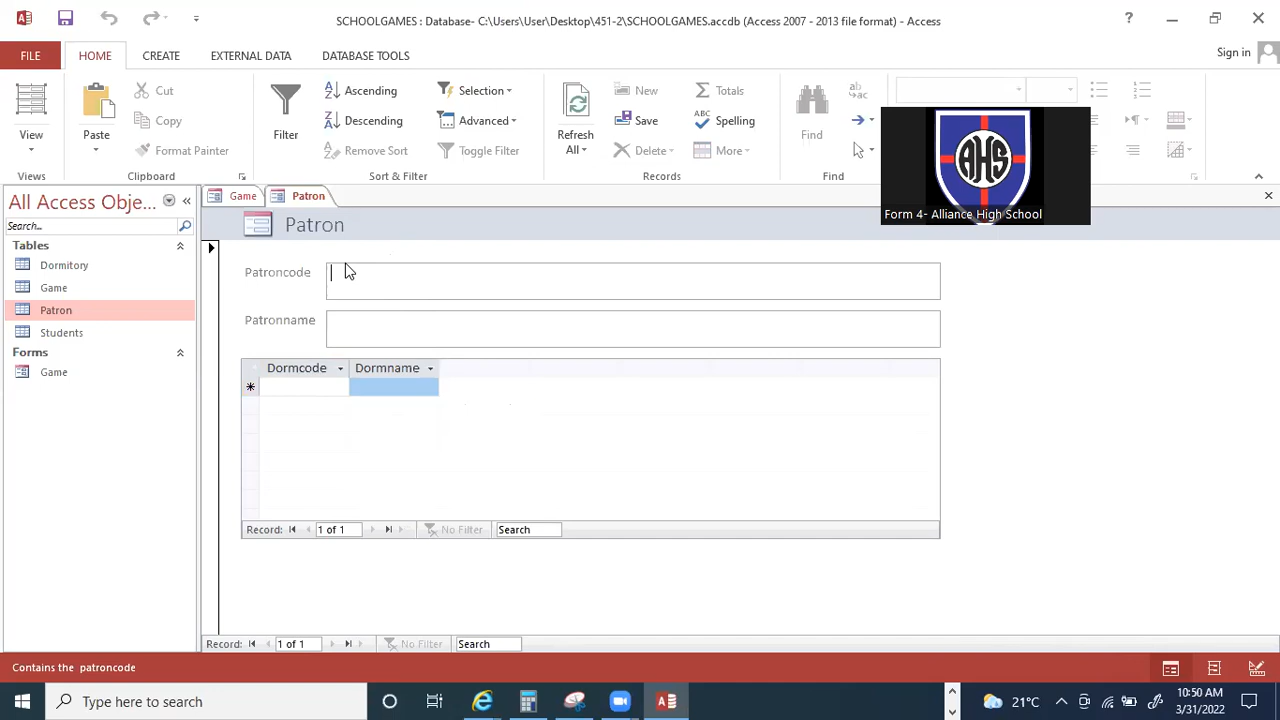 SCHOOLGAMES : Database- C:\Users\User\Desktop\451-2\SCHOOLGAMES.accdb (Access 2007 - 2013 file format) - Access
?
FILE HOME CREATE EXTERNAL DATA DATABASE TOOLS Sign in
View
Views
Paste
Cut
Copy
Format Painter
Clipboard
Filter
Ascending
Descending
Remove Sort
Selection
Advanced
Toggle Filter
Sort & Filter
Refresh
All
New
Save
Delete
Totals
Spelling
More
Records
Find
Find
AHS
Form 4- Alliance High School
All Access Obje...
Search...
Tables
Dormitory
Game
Patron
Students
Forms
Game
Game Patron
Patron
Patroncode
Patronname
Dormcode Dormname
Record: 1 of 1 No Filter Search
Record: 1 of 1 No Filter Search
Contains the patroncode
Type here to search
21°C
10:50 AM
3/31/2022